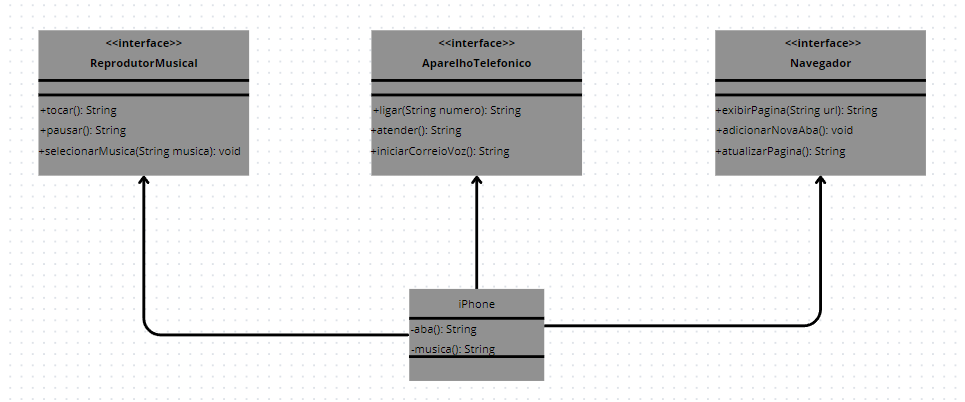 <<interface>>
ReprodutorMusical
+tocar(): String
+pausar(): String
+selecionarMusica(String musica): void
<<interface>>
AparelhoTelefonico
+ligar(String numero): String
+atender(): String
+iniciarCorreioVoz(): String
<<interface>>
Navegador
+exibirPagina(String url): String
+adicionarNovaAba(): void
+atualizarPagina(): String
iPhone
-aba(): String
-musica(): String